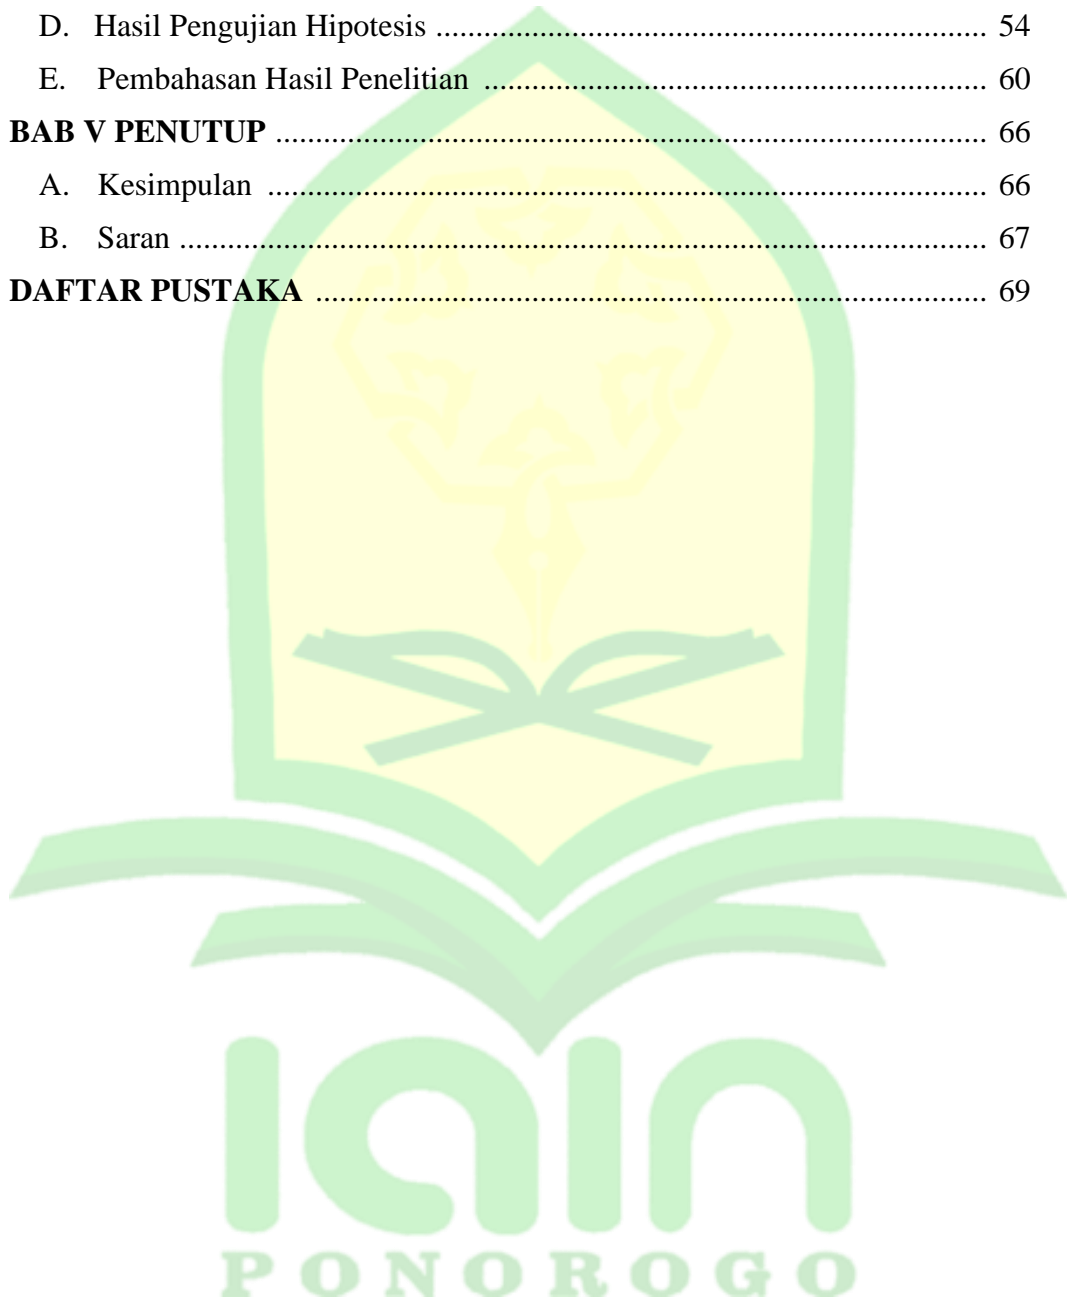 D. Hasil Pengujian Hipotesis ...................................................................... 54
E. Pembahasan Hasil Penelitian ................................................................ 60
BAB V PENUTUP .......................................................................................... 66
A. Kesimpulan ........................................................................................... 66
B. Saran ...................................................................................................... 67
DAFTAR PUSTAKA ..................................................................................... 69
IAIN
PONOROGO